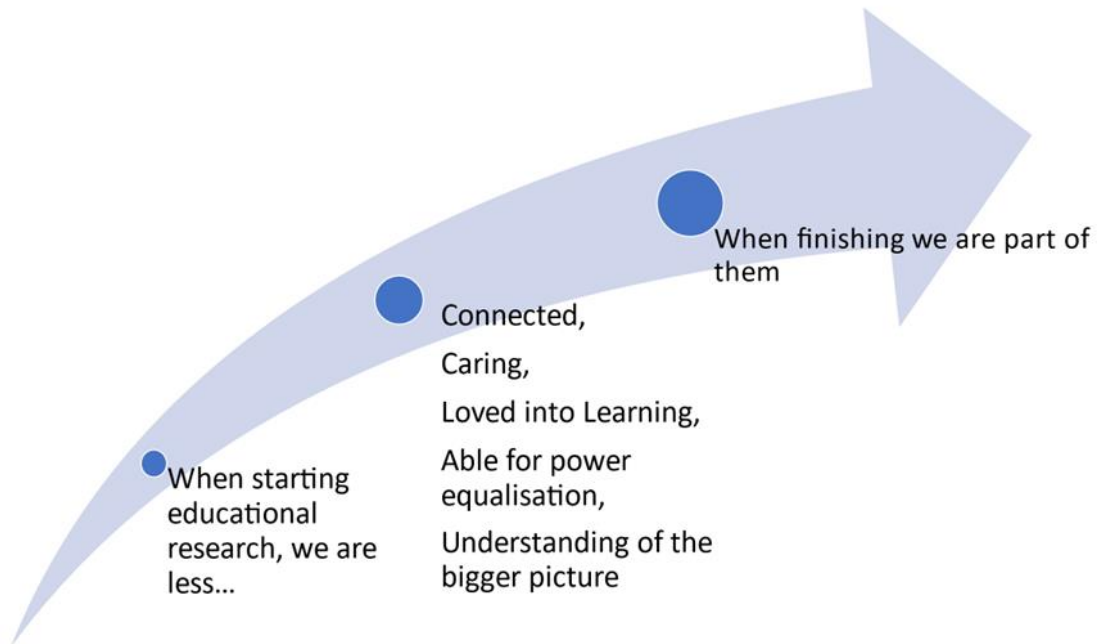 When starting
educational
research, we are
less...
Connected,
Caring,
Loved into Learning,
Able for power
equalisation,
Understanding of the
bigger picture
When finishing we are part of
them